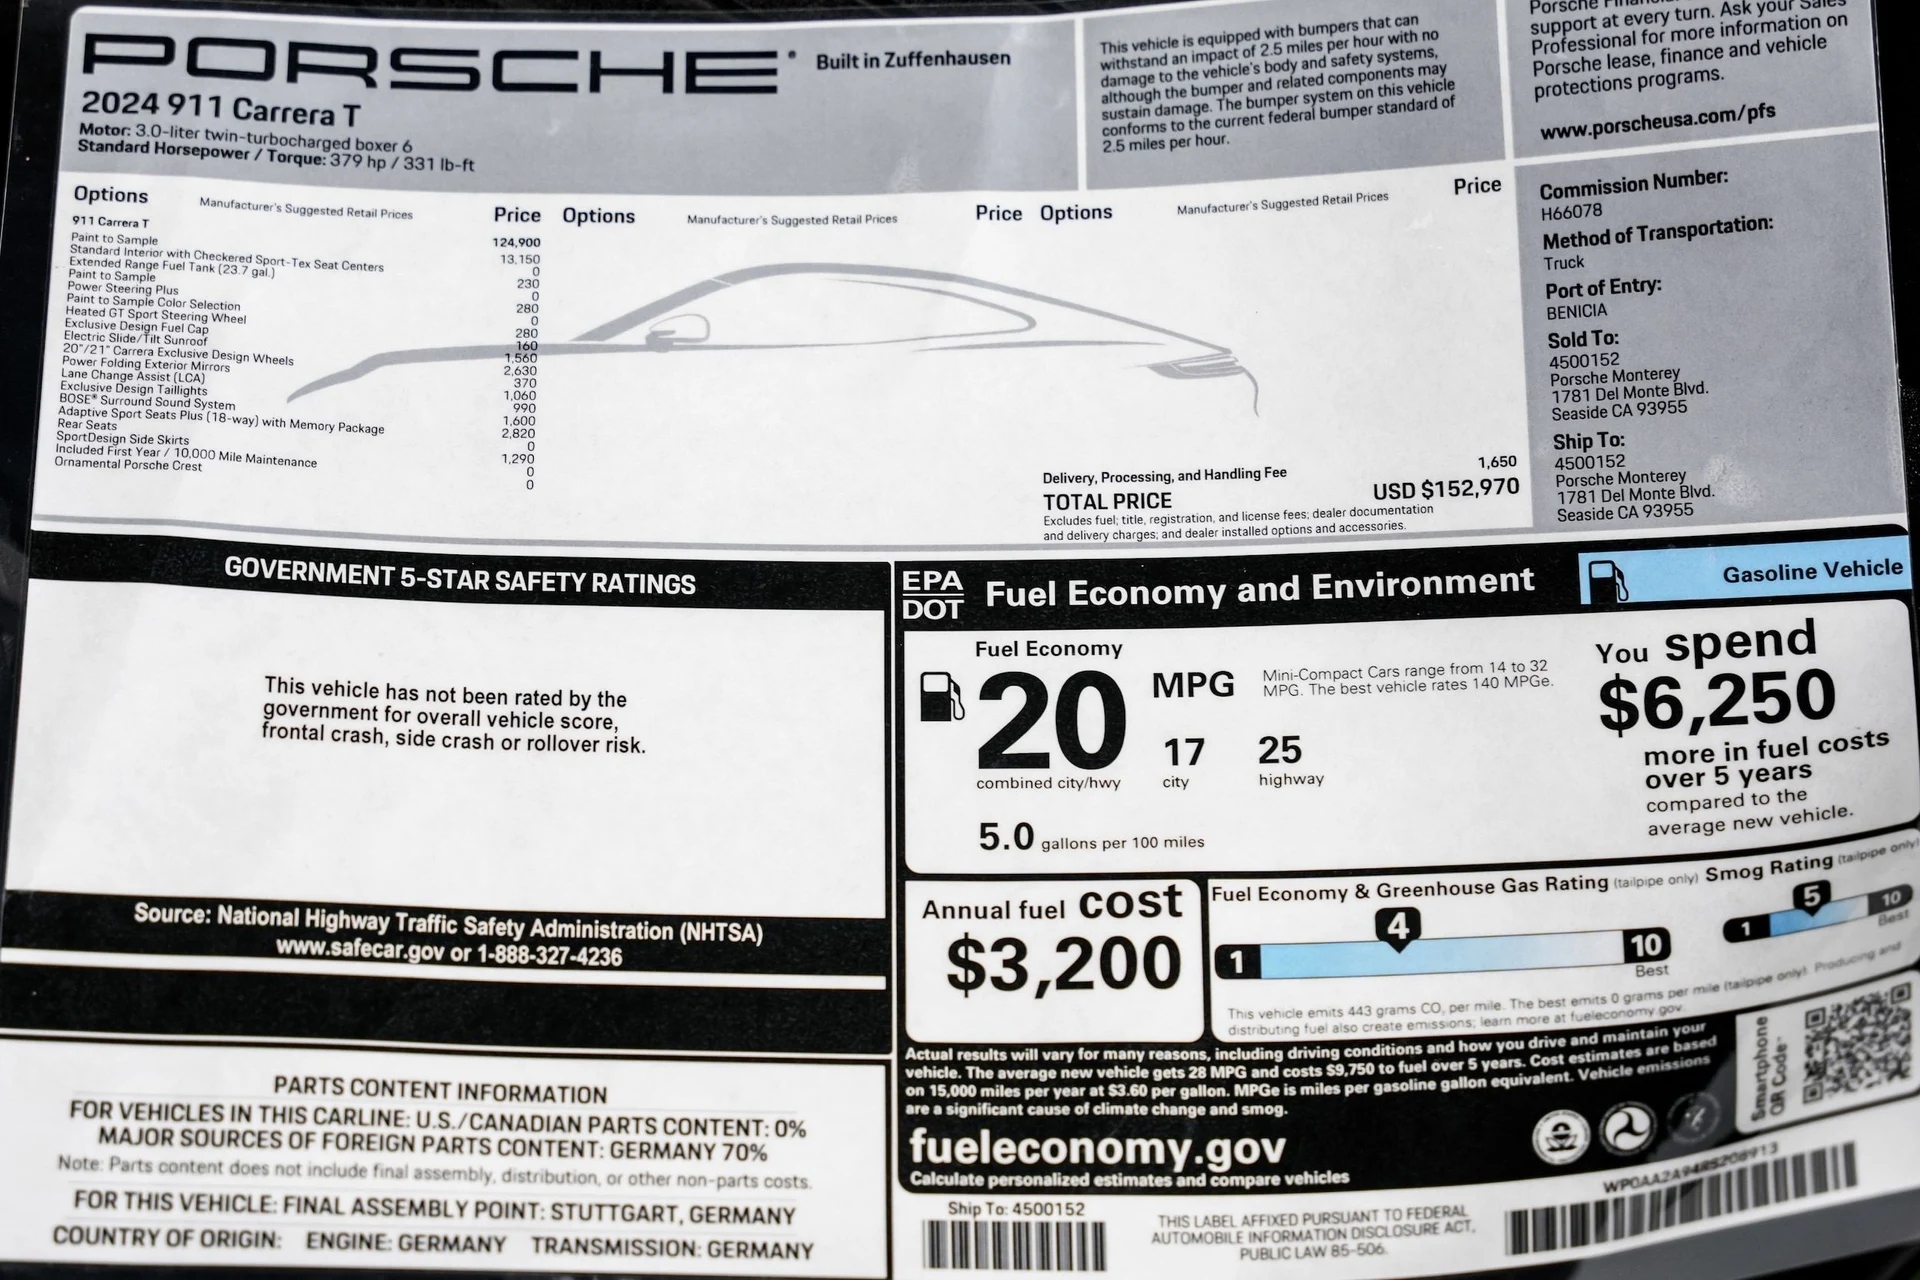 PORSCHE® Built in Zuffenhausen
2024 911 Carrera T
Motor: 3.0-liter twin-turbocharged boxer 6
Standard Horsepower / Torque: 379 hp / 331 lb-ft
This vehicle is equipped with bumpers that can
withstand an impact of 2.5 miles per hour with no
damage to the vehicle's body and safety systems,
although the bumper and related components may
sustain damage. The bumper system on this vehicle
conforms to the current federal bumper standard of
2.5 miles per hour.
support at every turn. Ask your Sales
Professional for more information on
Porsche lease, finance and vehicle
protections programs.
www.porscheusa.com/pfs
Options Manufacturer's Suggested Retail Prices Price Options Manufacturer's Suggested Retail Prices Price Options Manufacturer's Suggested Retail Prices Price
911 Carrera T 124,900
Paint to Sample 13,150
Standard Interior with Checkered Sport-Tex Seat Centers 0
Extended Range Fuel Tank (23.7 gal.) 230
Paint to Sample 0
Power Steering Plus 280
Paint to Sample Color Selection 0
Heated GT Sport Steering Wheel 280
Exclusive Design Fuel Cap 160
Electric Slide/Tilt Sunroof 1,560
20"/21" Carrera Exclusive Design Wheels 2,630
Power Folding Exterior Mirrors 370
Lane Change Assist (LCA) 1,060
Exclusive Design Taillights 990
BOSE® Surround Sound System 1,600
Adaptive Sport Seats Plus (18-way) with Memory Package 2,820
Rear Seats 0
SportDesign Side Skirts 1,290
Included First Year / 10,000 Mile Maintenance 0
Ornamental Porsche Crest 0
Delivery, Processing, and Handling Fee 1,650
TOTAL PRICE USD $152,970
Excludes fuel; title, registration, and license fees; dealer documentation
and delivery charges; and dealer installed options and accessories.
Commission Number:
H66078
Method of Transportation:
Truck
Port of Entry:
BENICIA
Sold To:
4500152
Porsche Monterey
1781 Del Monte Blvd.
Seaside CA 93955
Ship To:
4500152
Porsche Monterey
1781 Del Monte Blvd.
Seaside CA 93955
GOVERNMENT 5-STAR SAFETY RATINGS
This vehicle has not been rated by the
government for overall vehicle score,
frontal crash, side crash or rollover risk.
Source: National Highway Traffic Safety Administration (NHTSA)
www.safecar.gov or 1-888-327-4236
PARTS CONTENT INFORMATION
FOR VEHICLES IN THIS CARLINE: U.S./CANADIAN PARTS CONTENT: 0%
MAJOR SOURCES OF FOREIGN PARTS CONTENT: GERMANY 70%
Note: Parts content does not include final assembly, distribution, or other non-parts costs.
FOR THIS VEHICLE: FINAL ASSEMBLY POINT: STUTTGART, GERMANY
COUNTRY OF ORIGIN: ENGINE: GERMANY TRANSMISSION: GERMANY
EPA
DOT
Fuel Economy and Environment
Gasoline Vehicle
Fuel Economy
20 MPG
combined city/hwy
17
city
25
highway
Mini-Compact Cars range from 14 to 32
MPG. The best vehicle rates 140 MPGe.
5.0 gallons per 100 miles
You spend
$6,250
more in fuel costs
over 5 years
compared to the
average new vehicle.
Annual fuel cost
$3,200
Fuel Economy & Greenhouse Gas Rating (tailpipe only)
4
1
10
Best
Smog Rating (tailpipe only)
5
1
10
Best
This vehicle emits 443 grams CO2 per mile. The best emits 0 grams per mile (tailpipe only). Producing and
distributing fuel also create emissions; learn more at fueleconomy.gov.
Actual results will vary for many reasons, including driving conditions and how you drive and maintain your
vehicle. The average new vehicle gets 28 MPG and costs $9,750 to fuel over 5 years. Cost estimates are based
on 15,000 miles per year at $3.60 per gallon. MPGe is miles per gasoline gallon equivalent. Vehicle emissions
are a significant cause of climate change and smog.
fueleconomy.gov
Calculate personalized estimates and compare vehicles
Smartphone
QR Code™
Ship To: 4500152
THIS LABEL AFFIXED PURSUANT TO FEDERAL
AUTOMOBILE INFORMATION DISCLOSURE ACT,
PUBLIC LAW 85-506.